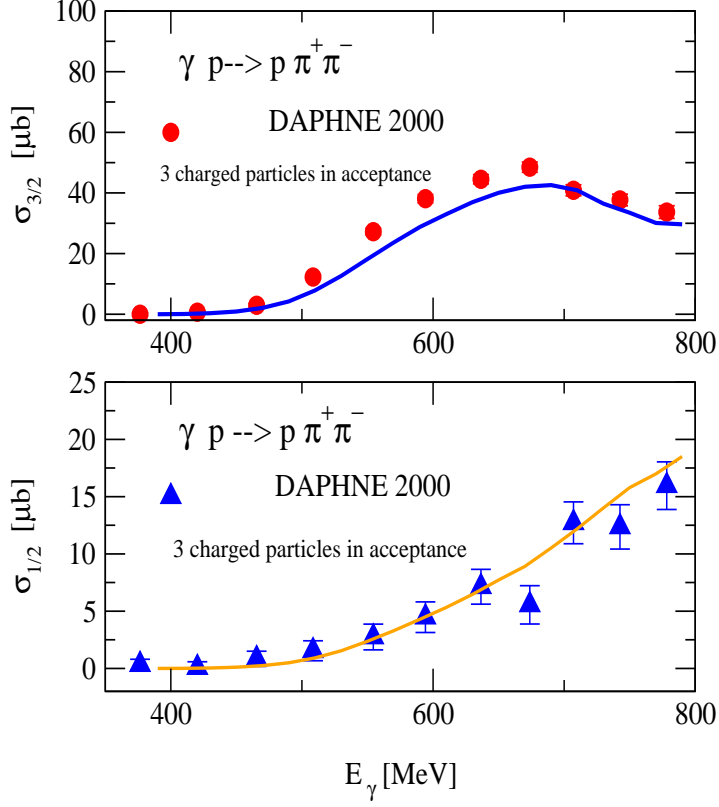 100
80
60
40
20
0
σ3/2 [μb]
γ p--> p π+π−
DAPHNE 2000
3 charged particles in acceptance
400 600 800
25
20
15
10
5
0
σ1/2 [μb]
γ p --> p π+π−
DAPHNE 2000
3 charged particles in acceptance
400 600 800
Eγ [MeV]